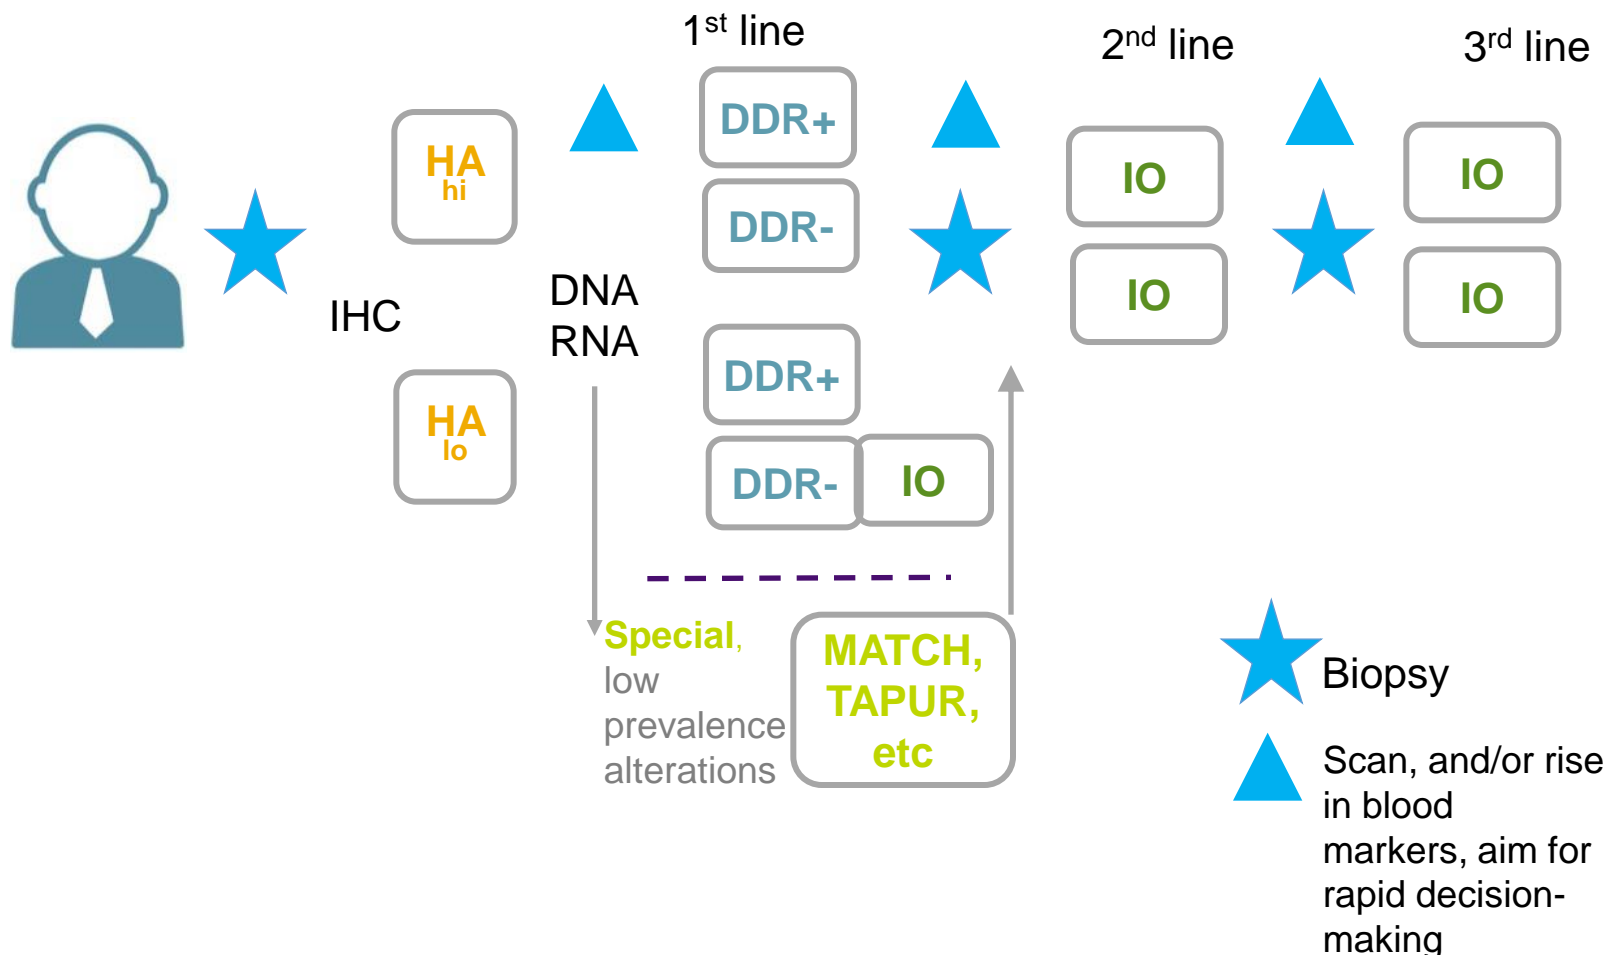 1st line
2nd line
3rd line
HA
hi
DDR+
DDR-
IO
IO
IO
IO
IHC
DNA
RNA
HA
lo
DDR+
DDR-
IO
Special,
low
prevalence
alterations
MATCH,
TAPUR,
etc
Biopsy
Scan, and/or rise
in blood
markers, aim for
rapid decision-
making